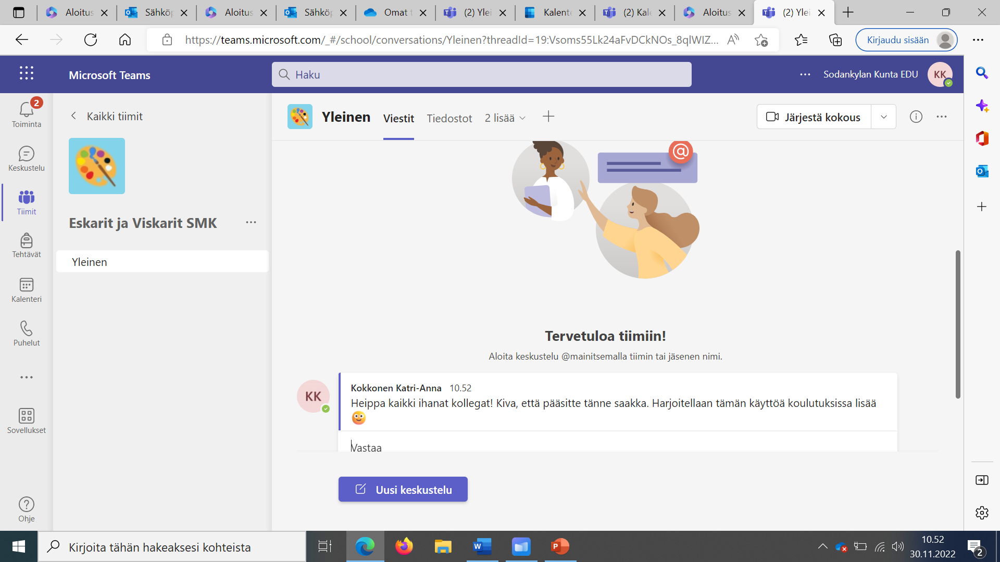 Aloitus
Sähköp
Aloitus
Sähköp
Omat t
(2) Ylei
Kalente
(2) Kale
Aloitus
(2) Ylei
https://teams.microsoft.com/_#/school/conversations/Yleinen?threadId=19:Vsoms55Lk24aFvDCkNOs_8qlWIZ...
Kirjaudu sisään
Microsoft Teams
Haku
Sodankylan Kunta EDU
KK
2
Toiminta
Keskustelu
Tiimit
Tehtävät
Kalenteri
Puhelut
Sovellukset
Ohje
Kaikki tiimit
Eskarit ja Viskarit SMK
Yleinen
Yleinen
Viestit
Tiedostot
2 lisää
Järjestä kokous
@
Tervetuloa tiimiin!
Aloita keskustelu @mainitsemalla tiimin tai jäsenen nimi.
KK
Kokkonen Katri-Anna 10.52
Heippa kaikki ihanat kollegat! Kiva, että pääsitte tänne saakka. Harjoitellaan tämän käyttöä koulutuksissa lisää
Vastaa
Uusi keskustelu
Kirjoita tähän hakeaksesi kohteista
10.52
30.11.2022
2